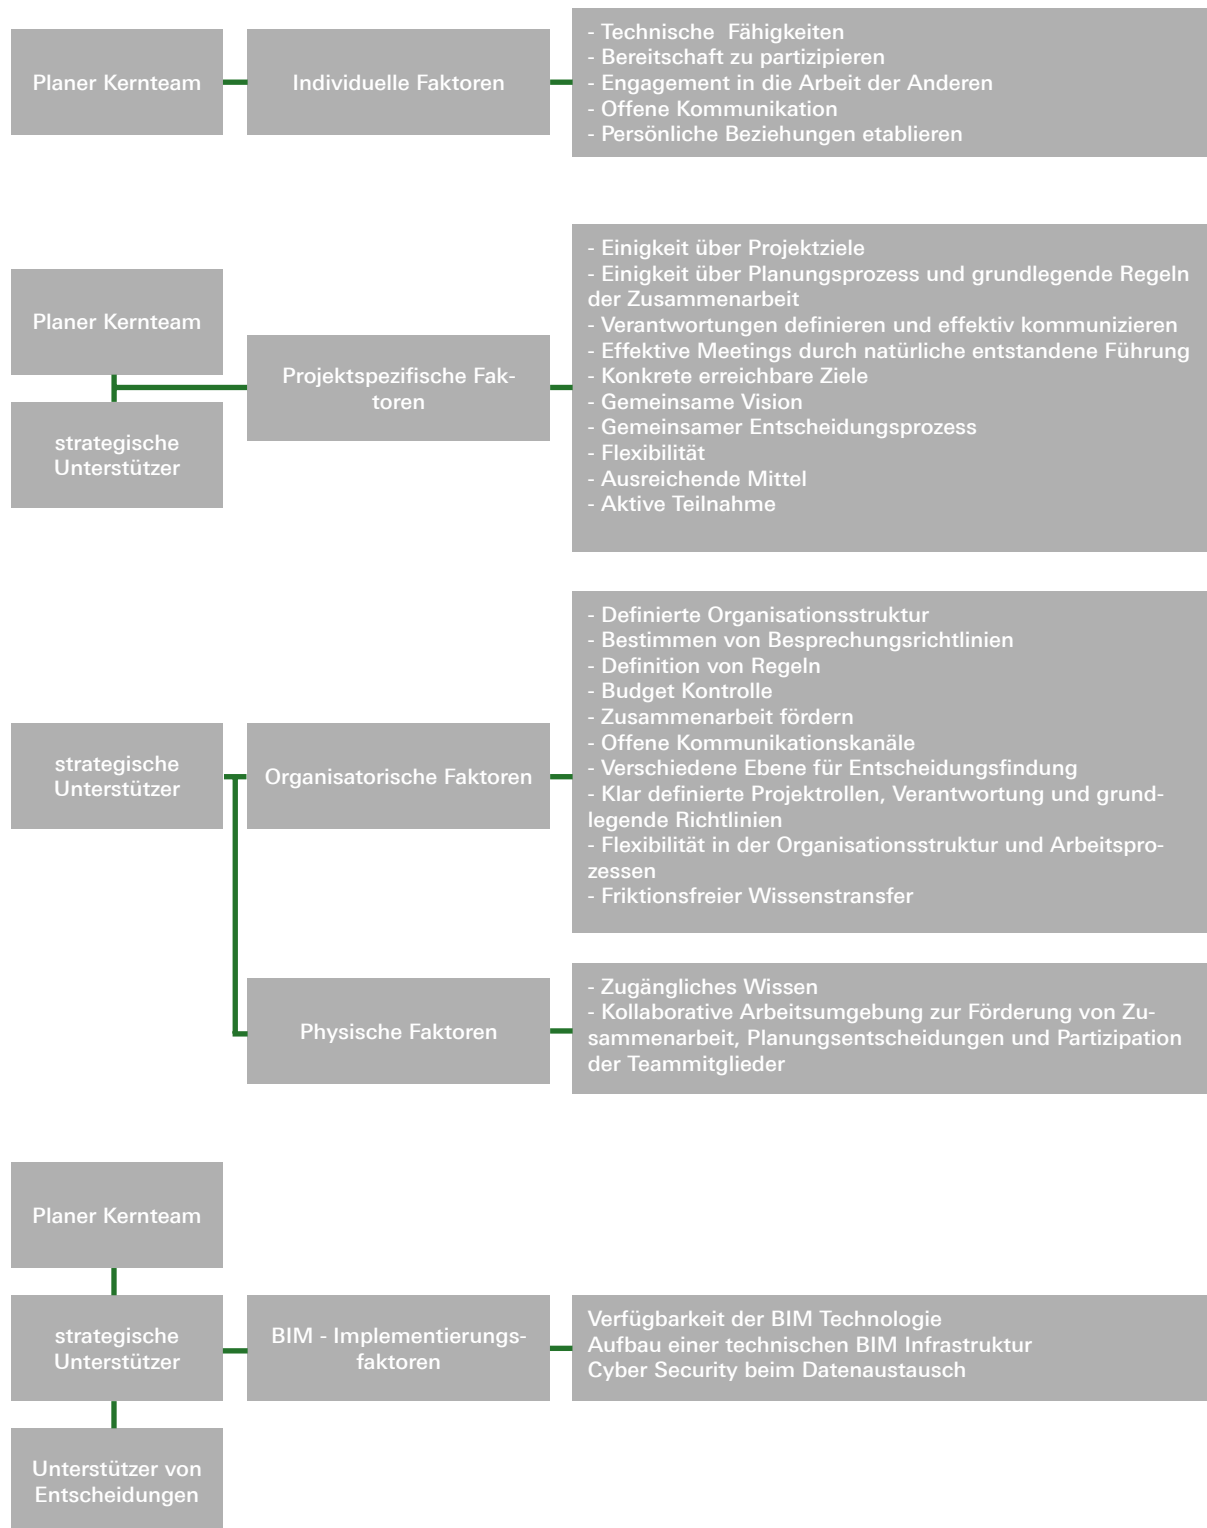 Planer Kernteam
Individuelle Faktoren
- Technische  Fähigkeiten
- Bereitschaft zu partizipieren
- Engagement in die Arbeit der Anderen
- Offene Kommunikation
- Persönliche Beziehungen etablieren
Planer Kernteam
strategische
Unterstützer
Projektspezifische Fak-
toren
- Einigkeit über Projektziele
- Einigkeit über Planungsprozess und grundlegende Regeln
der Zusammenarbeit
- Verantwortungen definieren und effektiv kommunizieren
- Effektive Meetings durch natürliche entstandene Führung
- Konkrete erreichbare Ziele
- Gemeinsame Vision
- Gemeinsamer Entscheidungsprozess
- Flexibilität
- Ausreichende Mittel
- Aktive Teilnahme
strategische
Unterstützer
Organisatorische Faktoren
- Definierte Organisationsstruktur
- Bestimmen von Besprechungsrichtlinien
- Definition von Regeln
- Budget Kontrolle
- Zusammenarbeit fördern
- Offene Kommunikationskanäle
- Verschiedene Ebene für Entscheidungsfindung
- Klar definierte Projektrollen, Verantwortung und grund-
legende Richtlinien
- Flexibilität in der Organisationsstruktur und Arbeitspro-
zessen
- Friktionsfreier Wissenstransfer
Physische Faktoren
- Zugängliches Wissen
- Kollaborative Arbeitsumgebung zur Förderung von Zu-
sammenarbeit, Planungsentscheidungen und Partizipation
der Teammitglieder
Planer Kernteam
strategische
Unterstützer
Unterstützer von
Entscheidungen
BIM - Implementierungs-
faktoren
Verfügbarkeit der BIM Technologie
Aufbau einer technischen BIM Infrastruktur
Cyber Security beim Datenaustausch